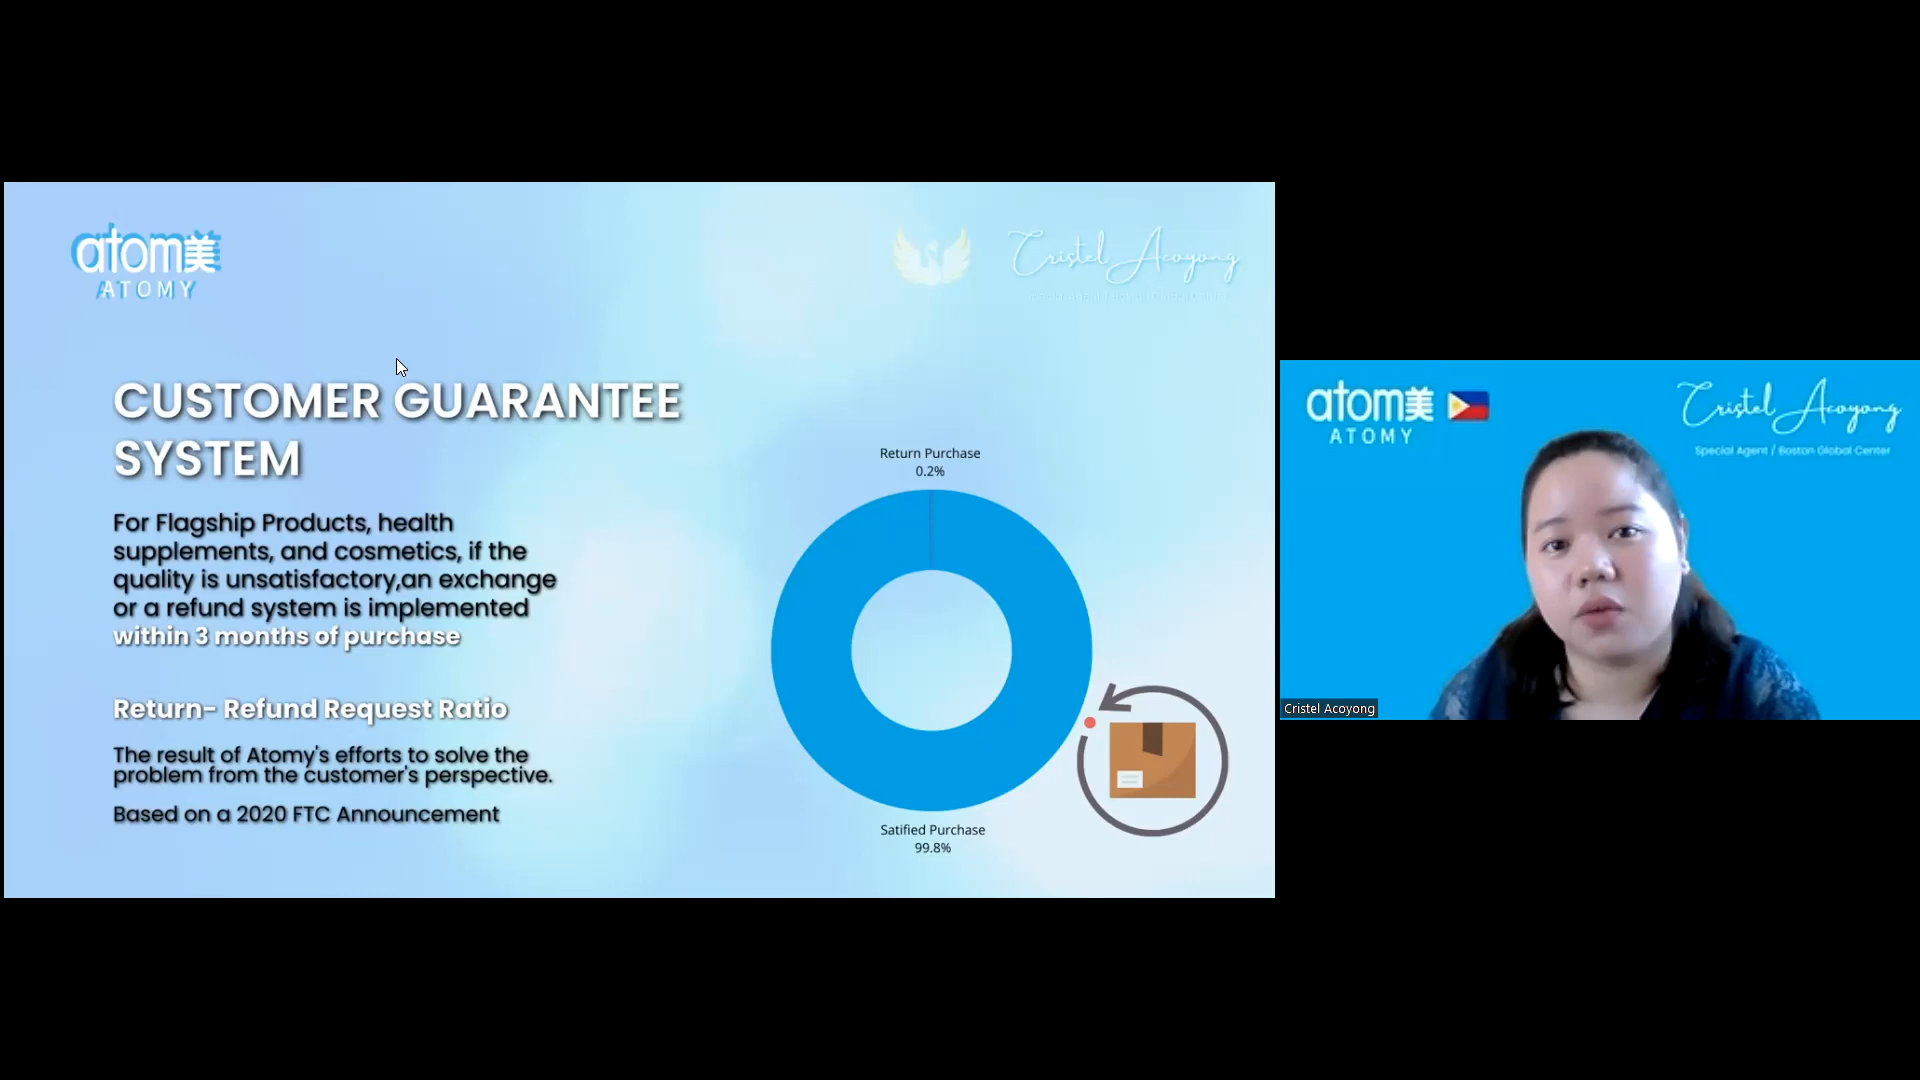 atom美
ATOMY
Cristel Acoyong
CUSTOMER GUARANTEE
SYSTEM
For Flagship Products, health
supplements, and cosmetics, if the
quality is unsatisfactory,an exchange
or a refund system is implemented
within 3 months of purchase
Return- Refund Request Ratio
The result of Atomy's efforts to solve the
problem from the customer's perspective.
Based on a 2020 FTC Announcement
Return Purchase
0.2%
Satified Purchase
99.8%
atom美
ATOMY
Cristel Acoyong
Special Agent / Boston Global Center
Cristel Acoyong